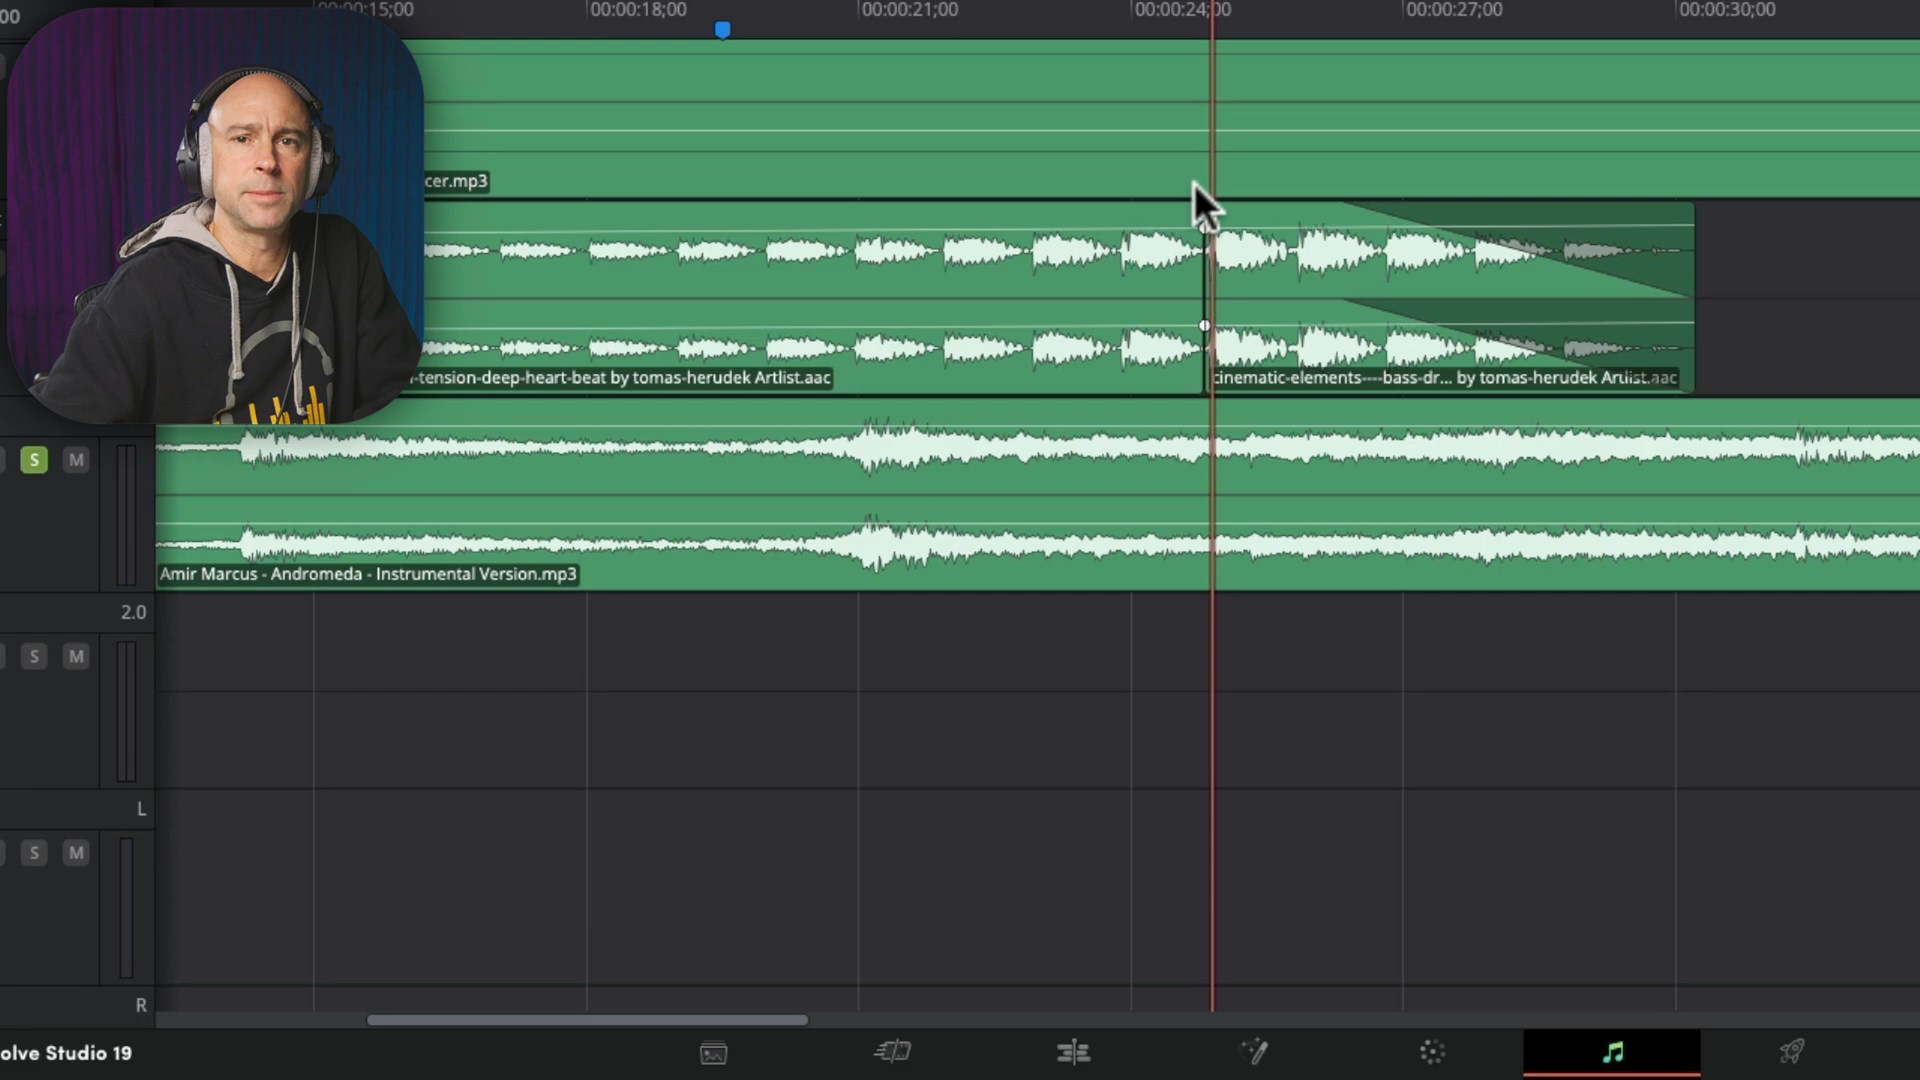 00
00:00:15;00
00:00:18;00
00:00:21;00
00:00:24;00
00:00:27;00
00:00:30;00
cer.mp3
-tension-deep-heart-beat by tomas-herudek Artlist.aac
cinematic-elements---bass-dr... by tomas-herudek Artlist.aac
S M
Amir Marcus - Andromeda - Instrumental Version.mp3
2.0
S M
L
S M
R
olve Studio 19